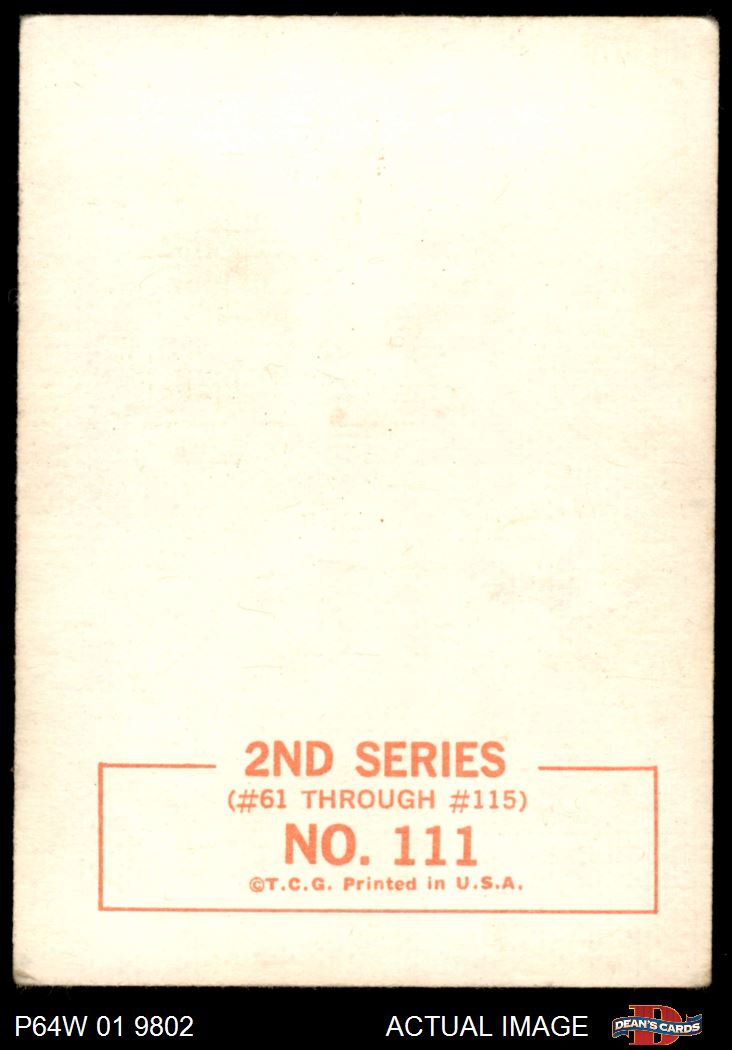 2ND SERIES
(#61 THROUGH #115)
NO. 111
©T.C.G. Printed in U.S.A.
P64W 01 9802
ACTUAL IMAGE
DEAN'S CARDS